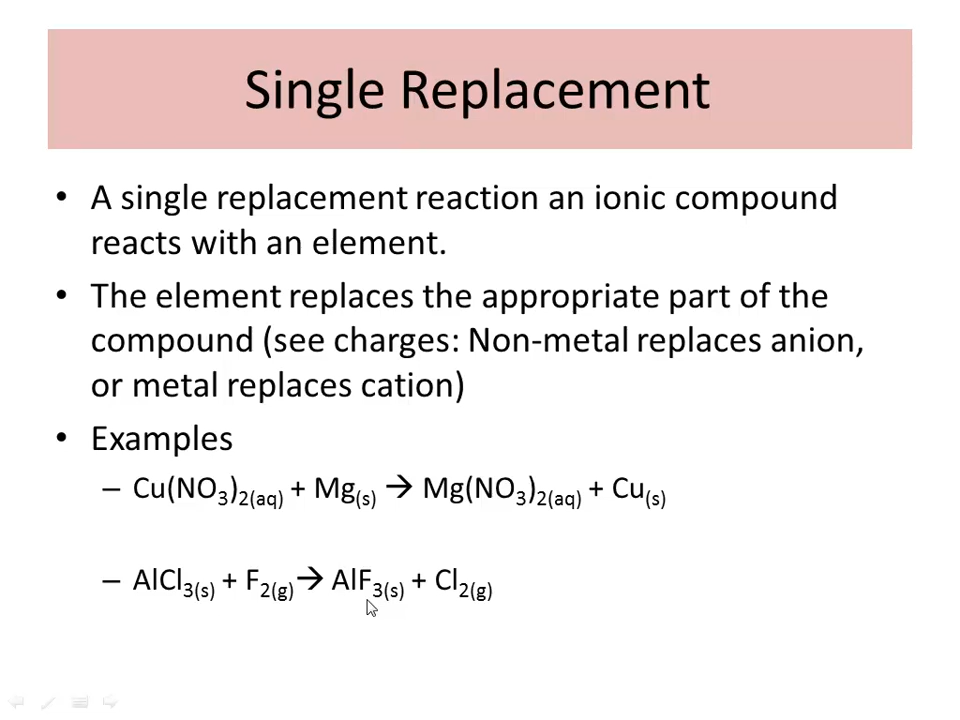 Single Replacement
• A single replacement reaction an ionic compound
reacts with an element.
• The element replaces the appropriate part of the
compound (see charges: Non-metal replaces anion,
or metal replaces cation)
• Examples
– Cu(NO₃)₂(aq) + Mg(s) → Mg(NO₃)₂(aq) + Cu(s)
– AlCl₃(s) + F₂(g)→ AlF₃(s) + Cl₂(g)